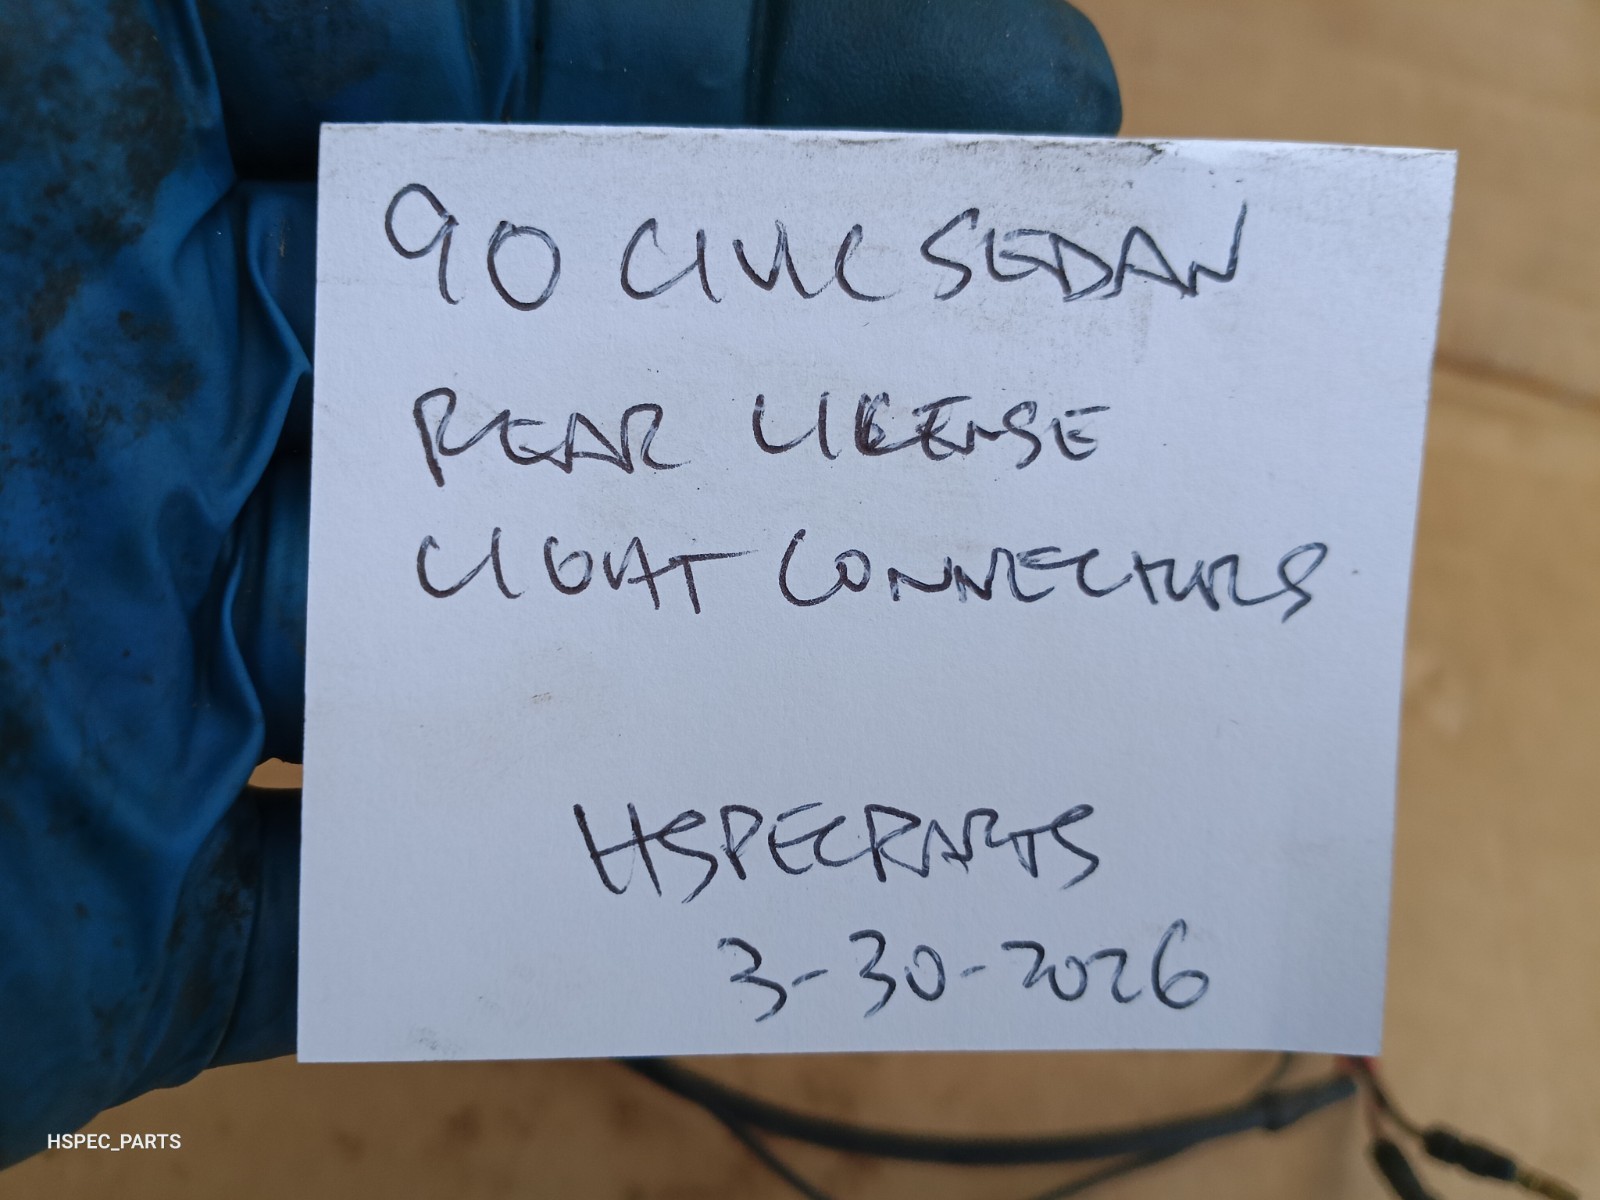 90 CIVIC SEDAN
REAR LICENSE
LIGHT CONNECTORS
HSPECPARTS
3-30-2026
HSPEC_PARTS